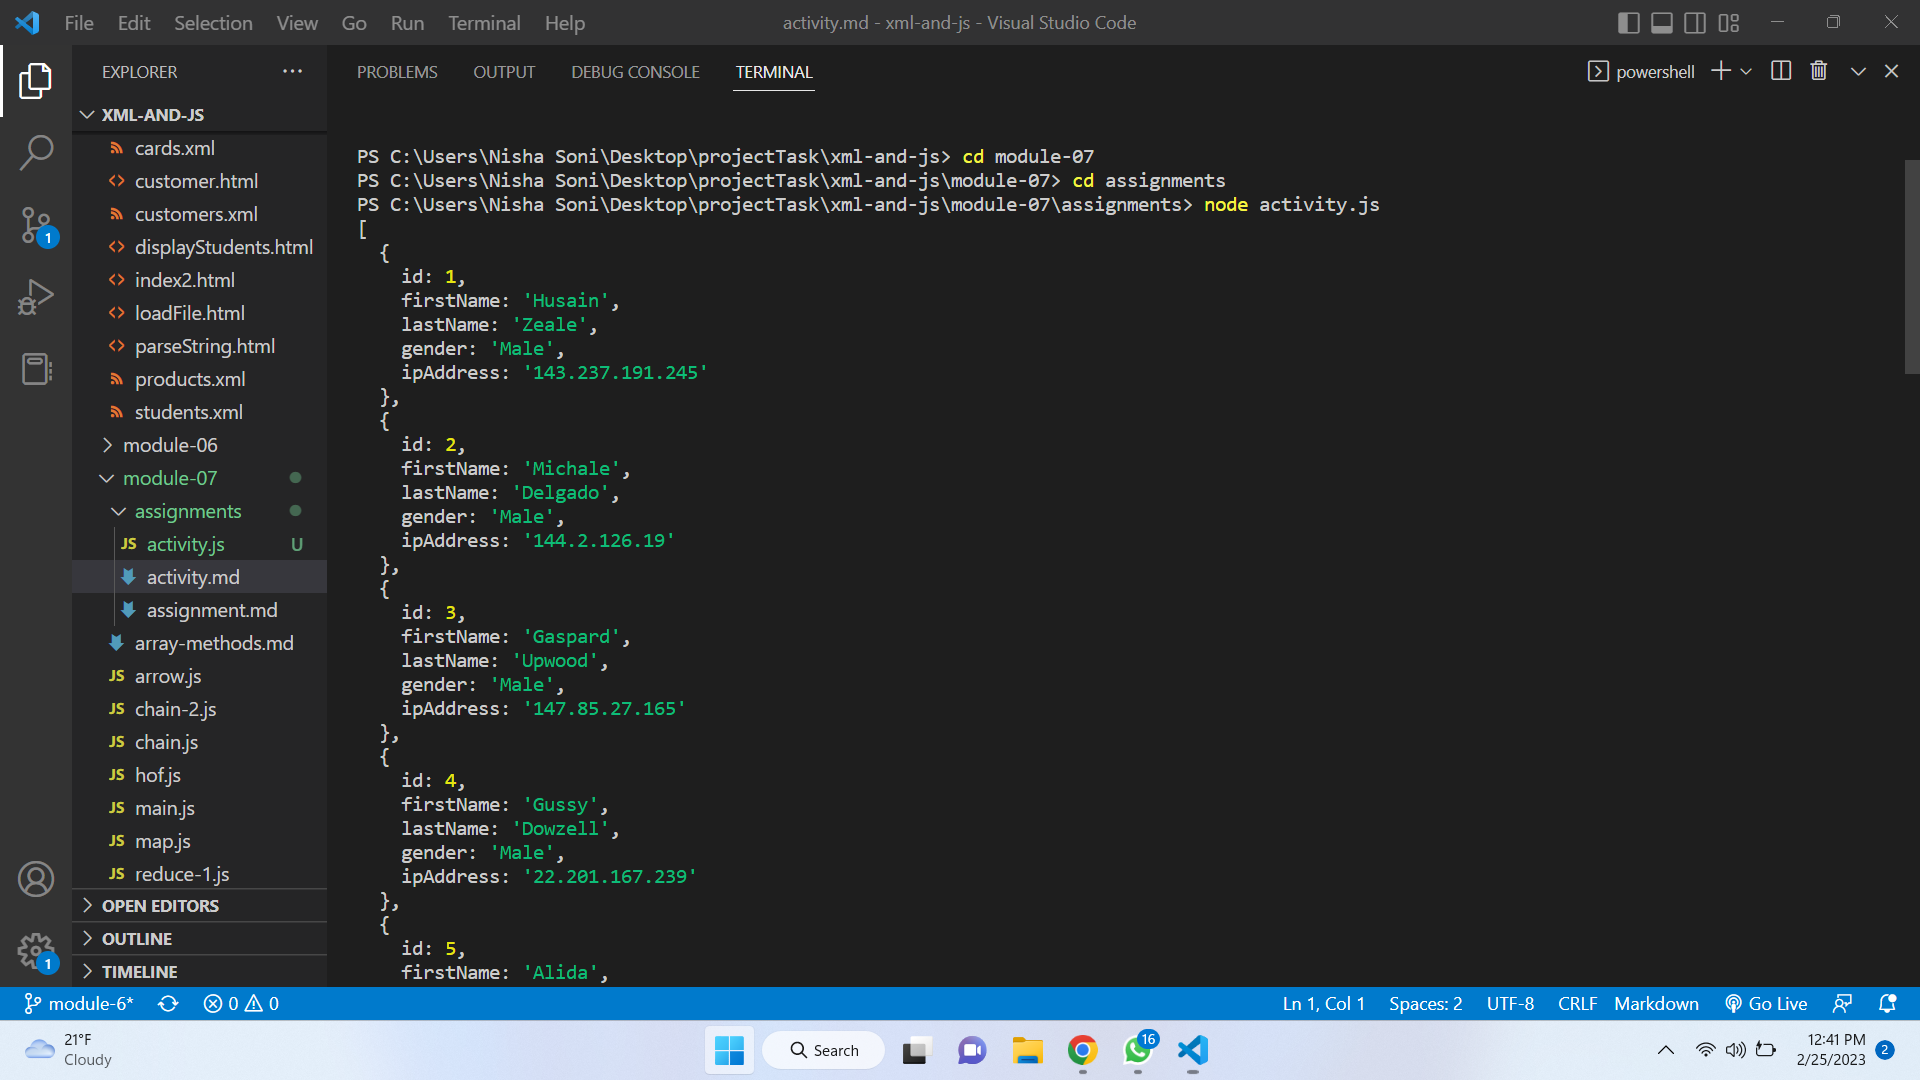 File Edit Selection View Go Run Terminal Help
activity.md - xml-and-js - Visual Studio Code
EXPLORER
PROBLEMS OUTPUT DEBUG CONSOLE TERMINAL
powershell
XML-AND-JS
cards.xml
customer.html
customers.xml
displayStudents.html
index2.html
loadFile.html
parseString.html
products.xml
students.xml
module-06
module-07
assignments
JS activity.js U
activity.md
assignment.md
array-methods.md
JS arrow.js
JS chain-2.js
JS chain.js
JS hof.js
JS main.js
JS map.js
JS reduce-1.js
OPEN EDITORS
OUTLINE
TIMELINE
1
1
PS C:\Users\Nisha Soni\Desktop\projectTask\xml-and-js> cd module-07
PS C:\Users\Nisha Soni\Desktop\projectTask\xml-and-js\module-07> cd assignments
PS C:\Users\Nisha Soni\Desktop\projectTask\xml-and-js\module-07\assignments> node activity.js
[
{
id: 1,
firstName: 'Husain',
lastName: 'Zeale',
gender: 'Male',
ipAddress: '143.237.191.245'
},
{
id: 2,
firstName: 'Michale',
lastName: 'Delgado',
gender: 'Male',
ipAddress: '144.2.126.19'
},
{
id: 3,
firstName: 'Gaspard',
lastName: 'Upwood',
gender: 'Male',
ipAddress: '147.85.27.165'
},
{
id: 4,
firstName: 'Gussy',
lastName: 'Dowzell',
gender: 'Male',
ipAddress: '22.201.167.239'
},
{
id: 5,
firstName: 'Alida',
module-6* 0 0 Ln 1, Col 1 Spaces: 2 UTF-8 CRLF Markdown Go Live
21°F
Cloudy
Search
16
12:41 PM
2/25/2023
2